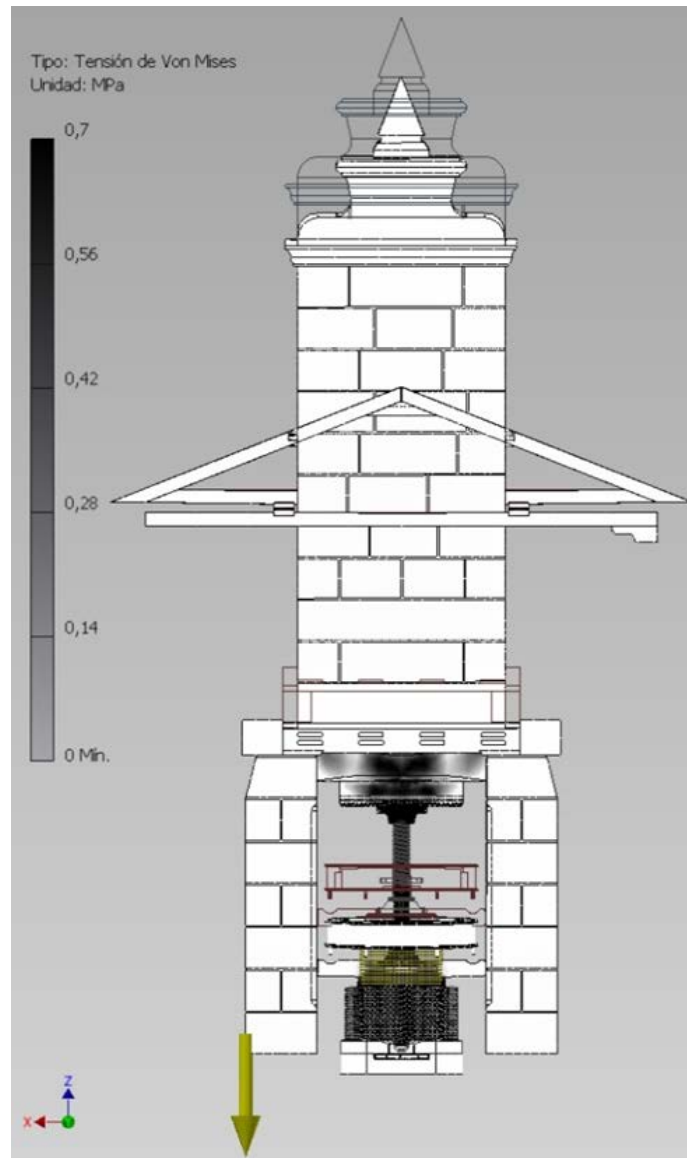 Tipo: Tensión de Von Mises
Unidad: MPa
0,7
0,56
0,42
0,28
0,14
0 Mín.
Z
X